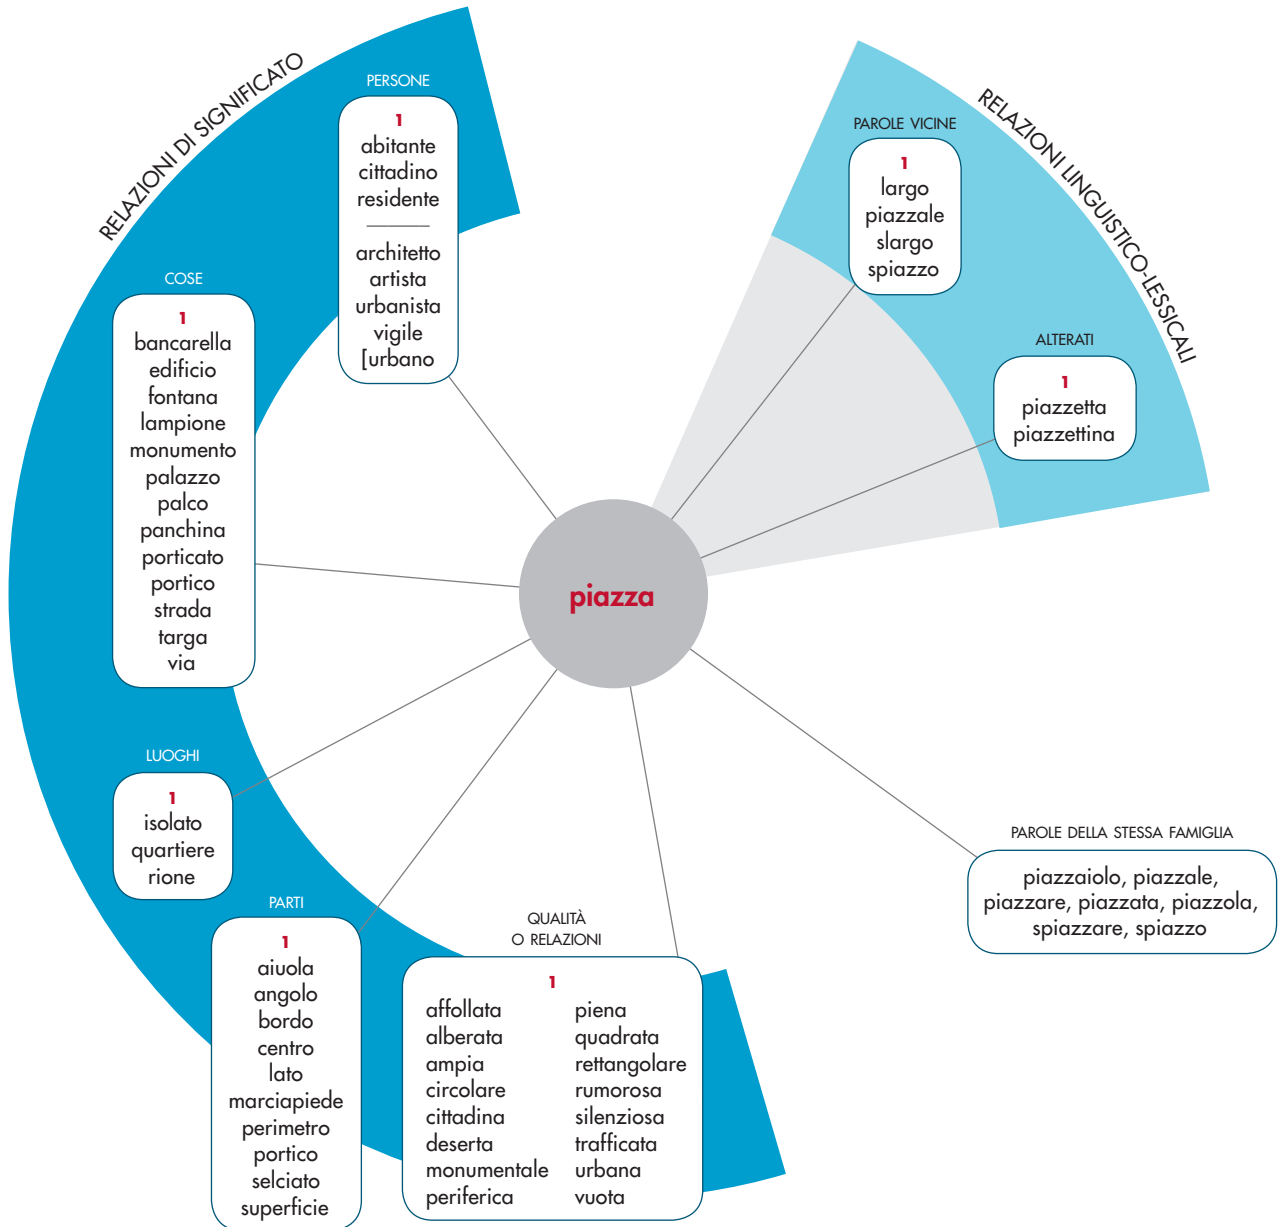 RELAZIONI DI SIGNIFICATO
PERSONE
1
abitante
cittadino
residente
architetto
artista
urbanista
vigile
[urbano
COSE
1
bancarella
edificio
fontana
lampione
monumento
palazzo
palco
panchina
porticato
portico
strada
targa
via
LUOGHI
1
isolato
quartiere
rione
PARTI
1
aiuola
angolo
bordo
centro
lato
marciapiede
perimetro
portico
selciato
superficie
QUALITÀ
O RELAZIONI
1
affollata
alberata
ampia
circolare
cittadina
deserta
monumentale
periferica
piena
quadrata
rettangolare
rumorosa
silenziosa
trafficata
urbana
vuota
piazza
RELAZIONI LINGUISTICO-LESSICALI
PAROLE VICINE
1
largo
piazzale
slargo
spiazzo
ALTERATI
1
piazzetta
piazzettina
PAROLE DELLA STESSA FAMIGLIA
piazzaiolo, piazzale,
piazzare, piazzata, piazzola,
spiazzare, spiazzo